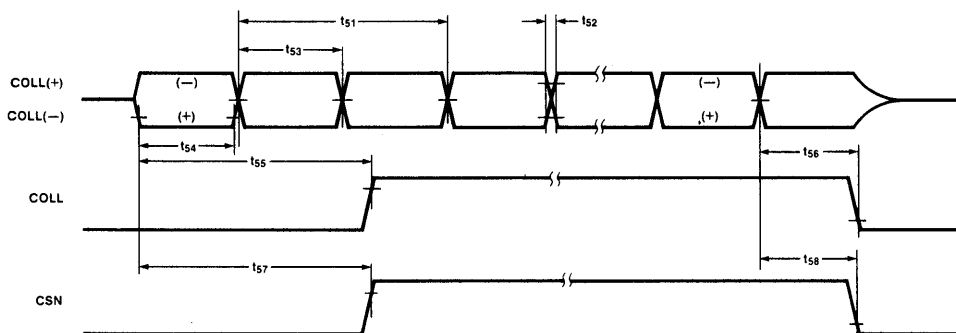 t51
t52
t53
COLL(+)
(—)
(—)
COLL(—)
(+)
(+)
t54
t55
t56
COLL
t57
t58
CSN